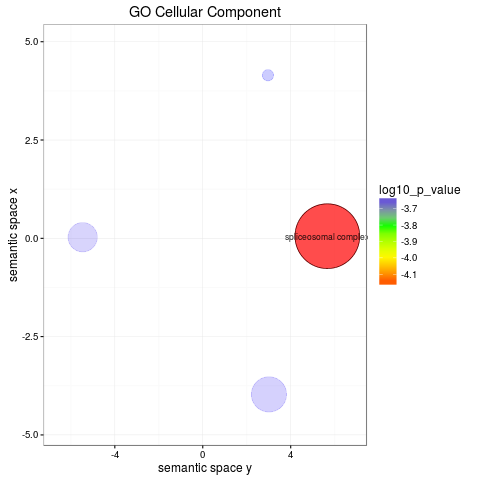 GO Cellular Component
5.0
2.5
0.0
-2.5
-5.0
semantic space x
spliceosomal complex
-4
0
4
semantic space y
log10_p_value
-3.7
-3.8
-3.9
-4.0
-4.1